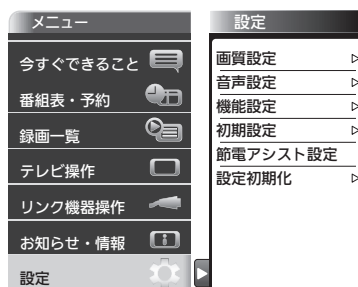 メニュー
今すぐできること
番組表・予約
録画一覧
テレビ操作
リンク機器操作
お知らせ・情報
設定
設定
画質設定
音声設定
機能設定
初期設定
節電アシスト設定
設定初期化